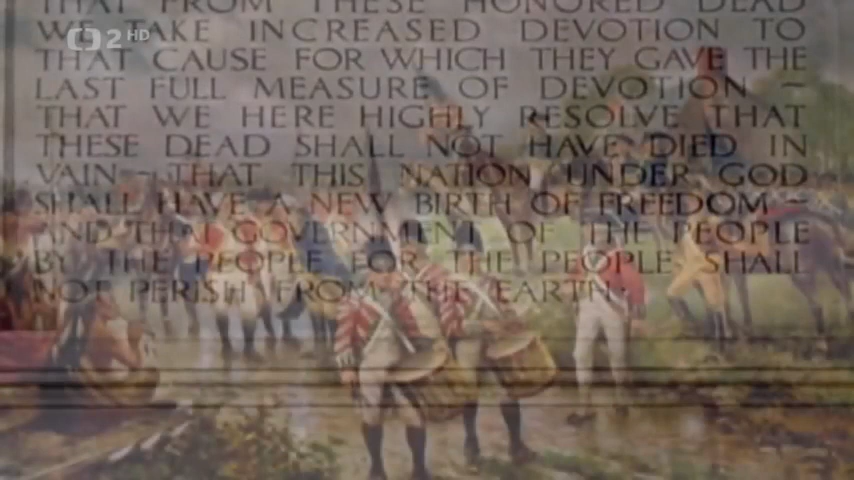 THAT FROM THESE HONORED DEAD
WE TAKE INCREASED DEVOTION TO
THAT CAUSE FOR WHICH THEY GAVE THE
LAST FULL MEASURE OF DEVOTION –
THAT WE HERE HIGHLY RESOLVE THAT
THESE DEAD SHALL NOT HAVE DIED IN
VAIN – THAT THIS NATION UNDER GOD
SHALL HAVE A NEW BIRTH OF FREEDOM –
AND THAT GOVERNMENT OF THE PEOPLE
BY THE PEOPLE FOR THE PEOPLE SHALL
NOT PERISH FROM THE EARTH ·
2 HD